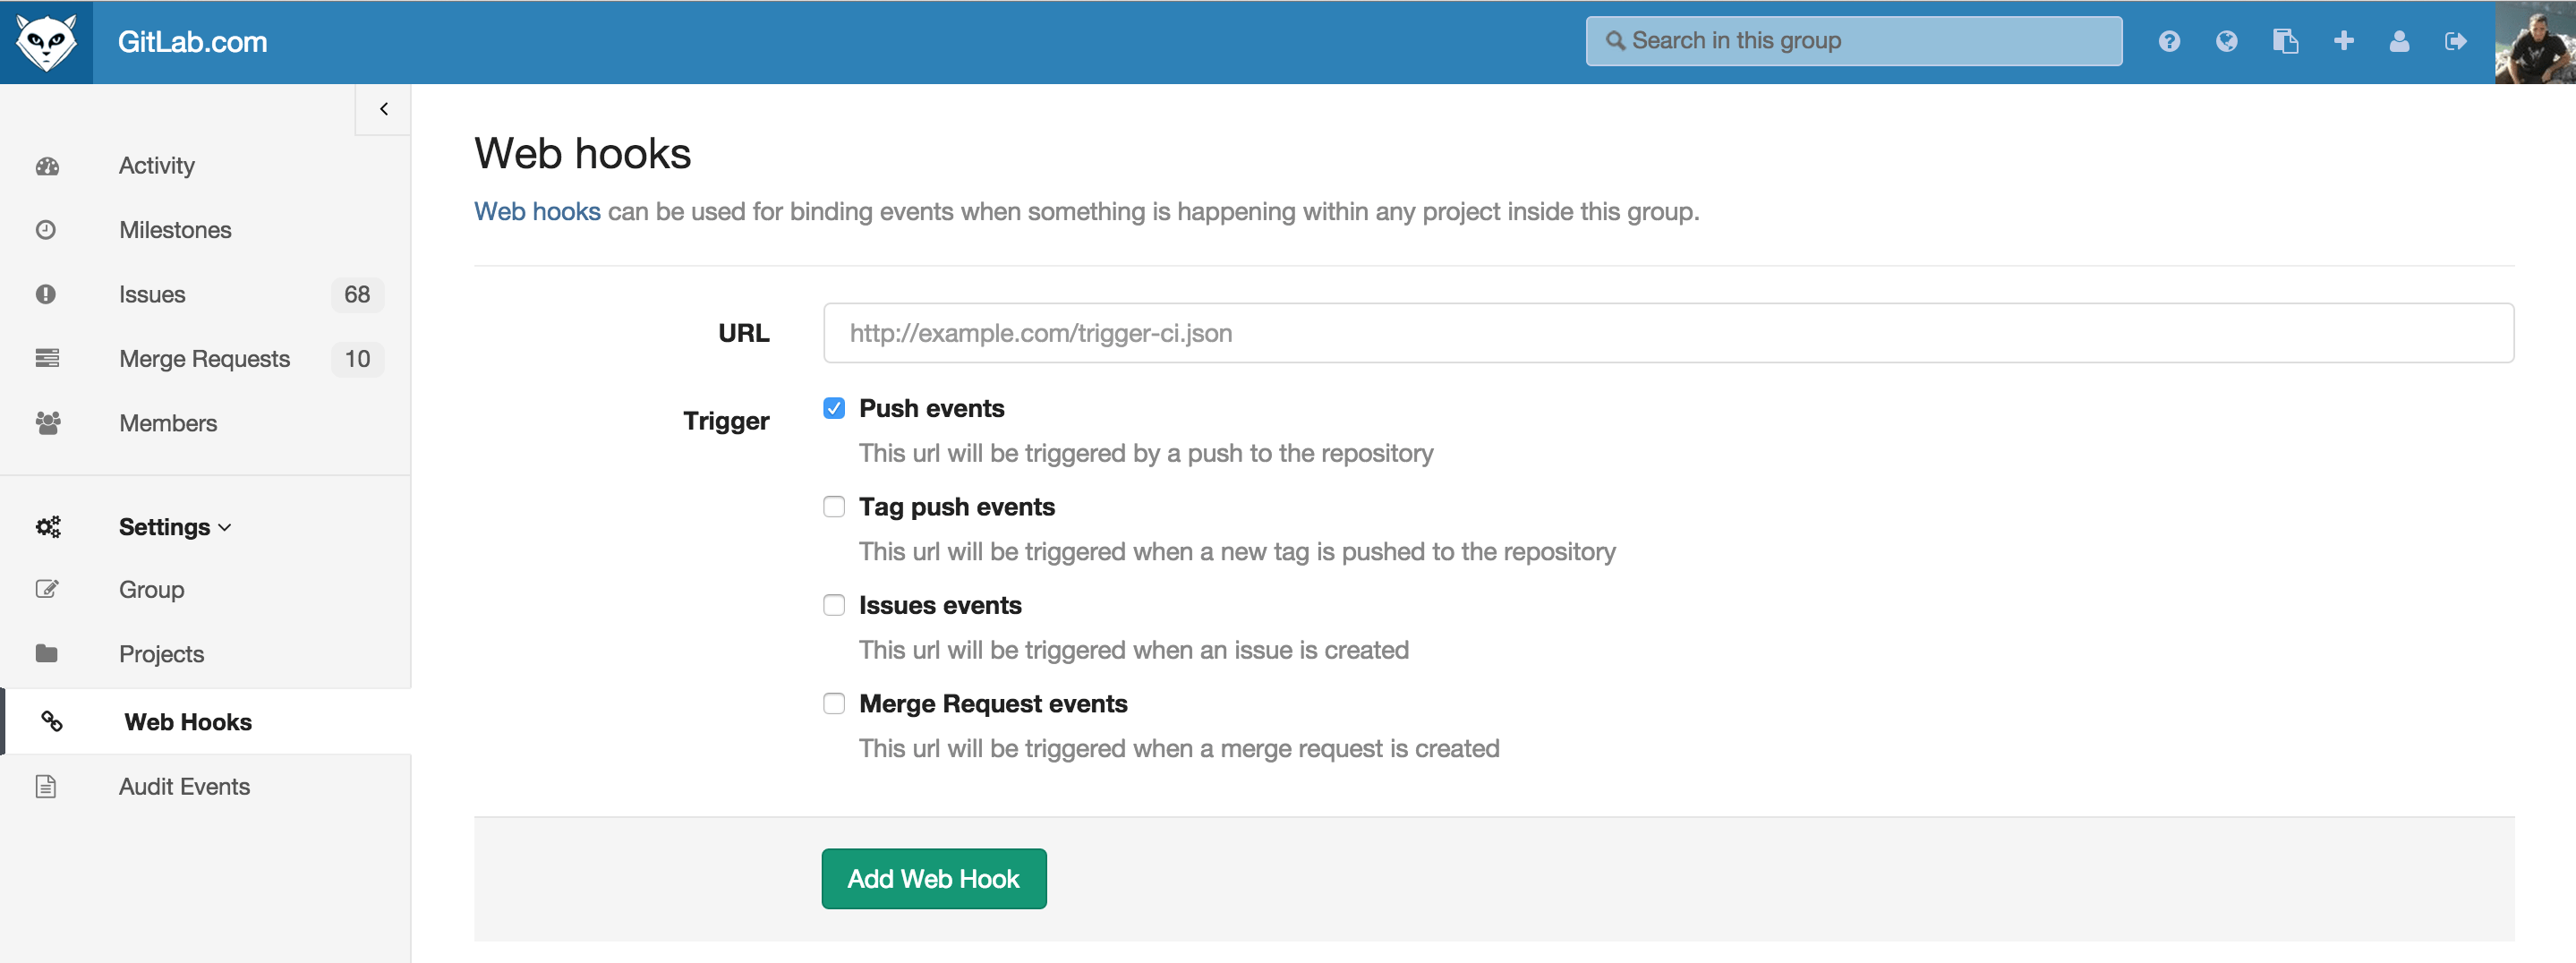 GitLab.com
Search in this group
Activity
Milestones
Issues 68
Merge Requests 10
Members
Settings
Group
Projects
Web Hooks
Audit Events
Web hooks
Web hooks can be used for binding events when something is happening within any project inside this group.
URL http://example.com/trigger-ci.json
Trigger
Push events
This url will be triggered by a push to the repository
Tag push events
This url will be triggered when a new tag is pushed to the repository
Issues events
This url will be triggered when an issue is created
Merge Request events
This url will be triggered when a merge request is created
Add Web Hook